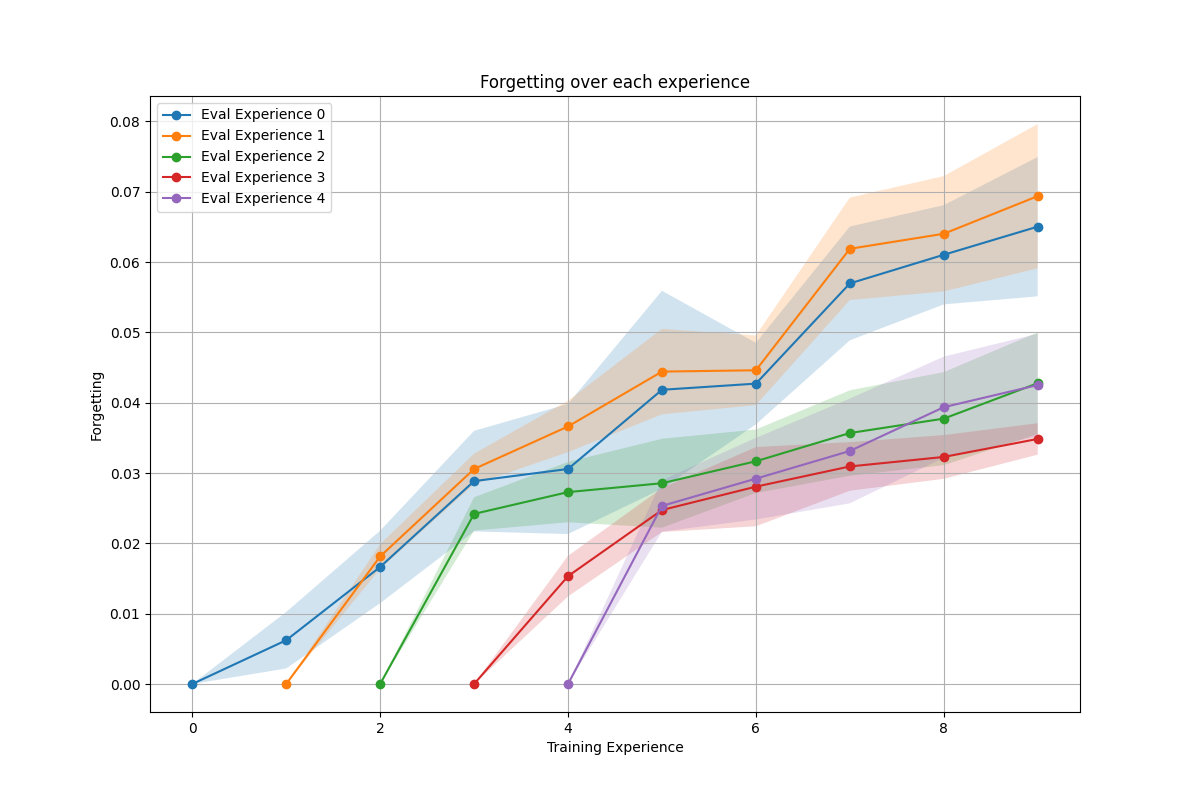 Forgetting over each experience
Eval Experience 0
Eval Experience 1
Eval Experience 2
Eval Experience 3
Eval Experience 4
0.08
0.07
0.06
0.05
0.04
0.03
0.02
0.01
0.00
Forgetting
0 2 4 6 8
Training Experience